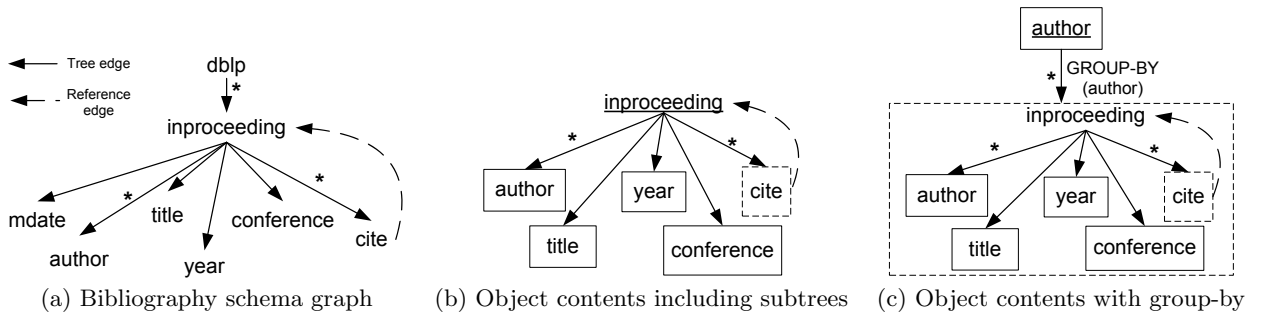 Tree edge
Reference
edge
dblp
*
inproceeding
*
*
mdate
author
title
year
conference
cite
(a) Bibliography schema graph
inproceeding
*
*
author
year
cite
title
conference
(b) Object contents including subtrees
author
*
GROUP-BY
(author)
inproceeding
*
*
author
year
cite
title
conference
(c) Object contents with group-by